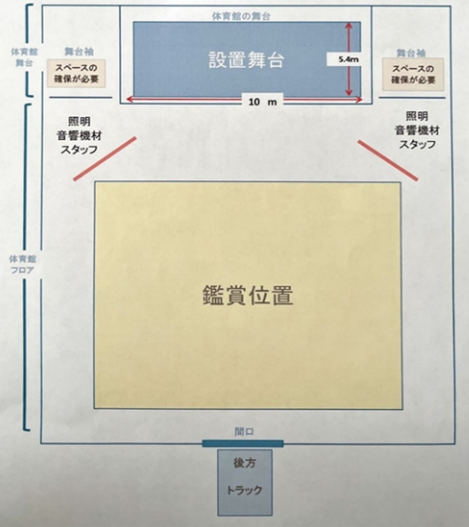 体育館の舞台
体育館
舞台
舞台袖
スペースの
確保が必要
設置舞台
5.4m
10 m
舞台袖
スペースの
確保が必要
照明
音響機材
スタッフ
照明
音響機材
スタッフ
体育館
フロア
鑑賞位置
間口
後方
トラック